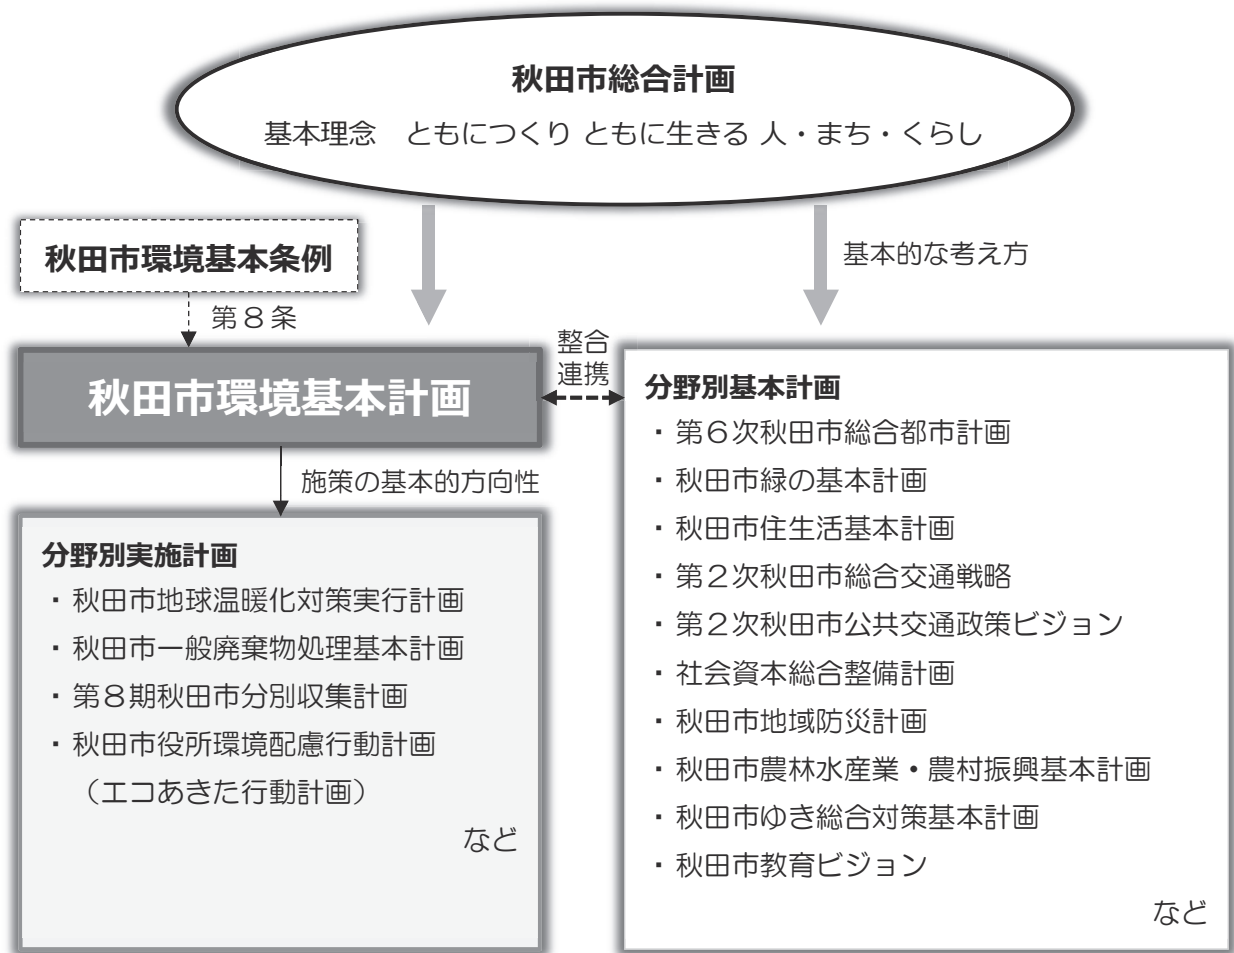 秋田市総合計画
基本理念　ともにつくり ともに生きる 人・まち・くらし
基本的な考え方
秋田市環境基本条例
第８条
秋田市環境基本計画
整合
連携
施策の基本的方向性
分野別実施計画
・秋田市地球温暖化対策実行計画
・秋田市一般廃棄物処理基本計画
・第８期秋田市分別収集計画
・秋田市役所環境配慮行動計画
（エコあきた行動計画）
など
分野別基本計画
・第６次秋田市総合都市計画
・秋田市緑の基本計画
・秋田市住生活基本計画
・第２次秋田市総合交通戦略
・第２次秋田市公共交通政策ビジョン
・社会資本総合整備計画
・秋田市地域防災計画
・秋田市農林水産業・農村振興基本計画
・秋田市ゆき総合対策基本計画
・秋田市教育ビジョン
など